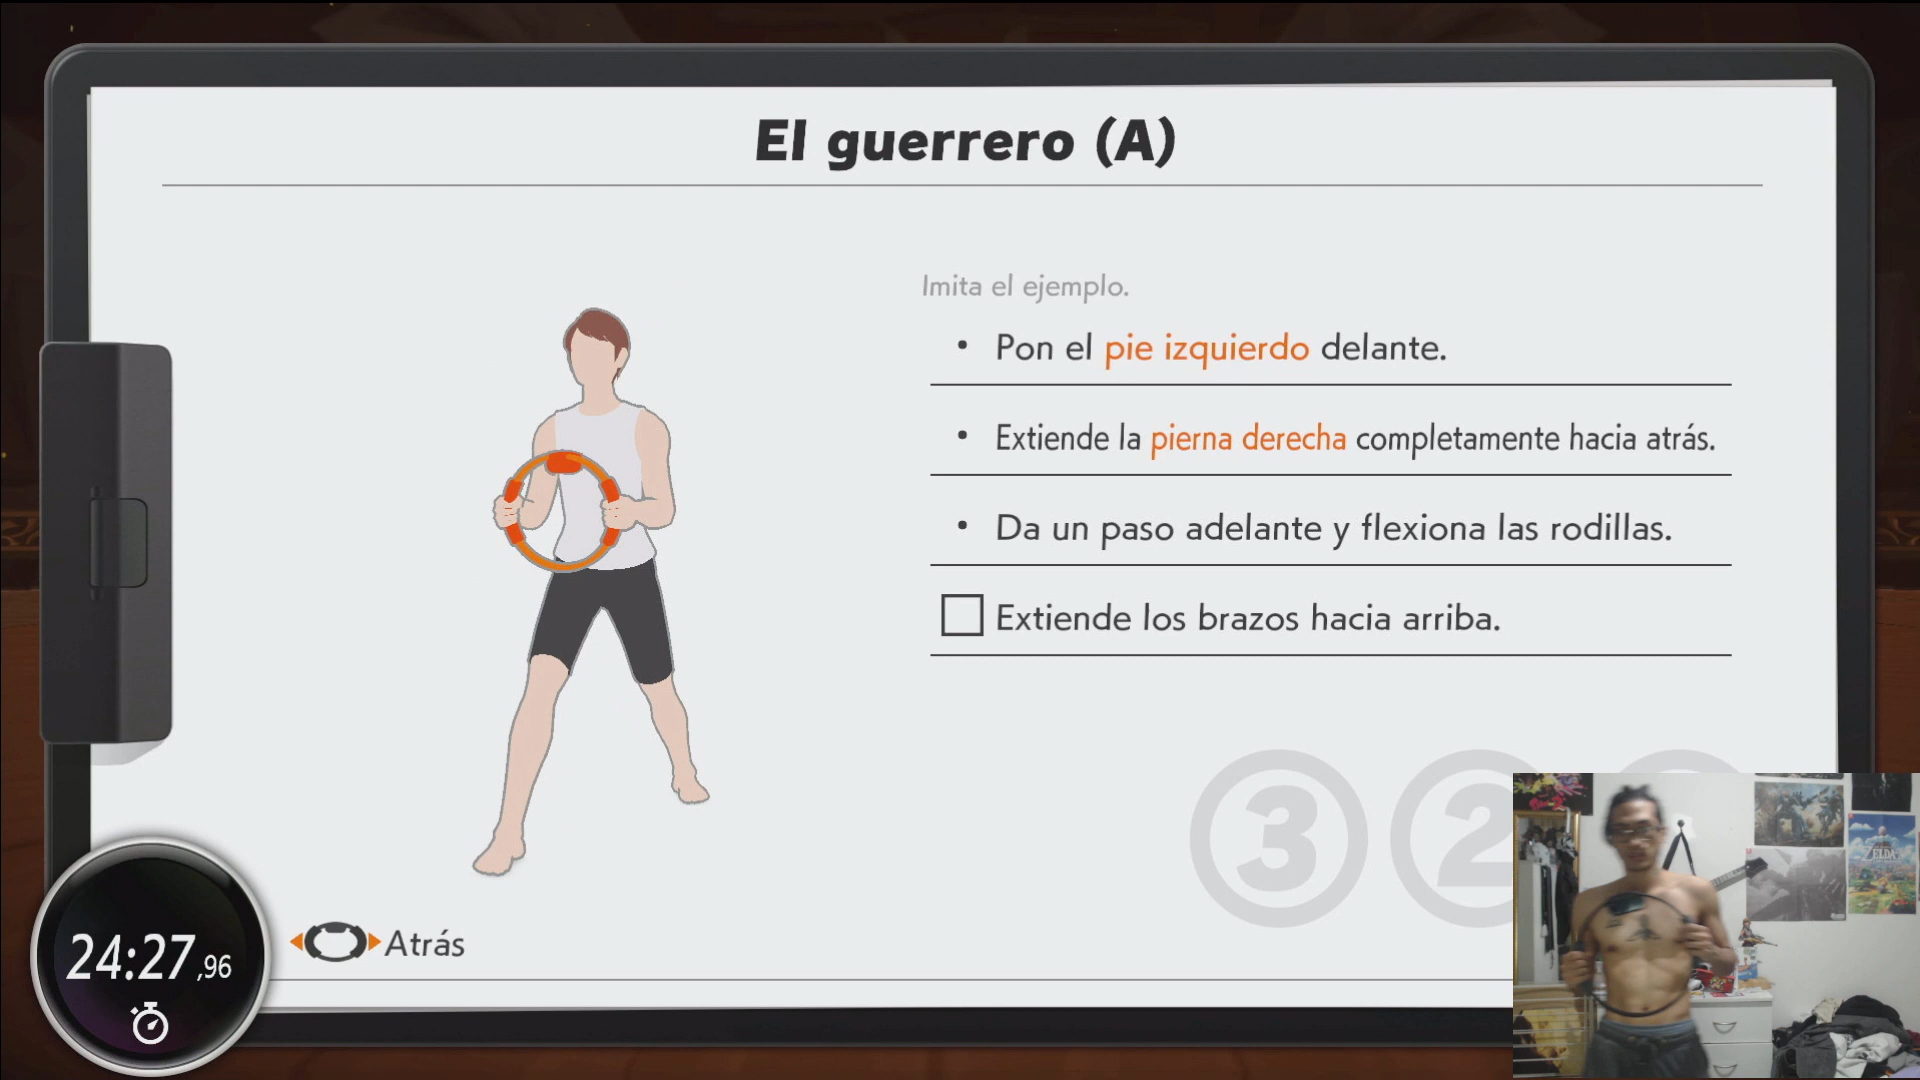 El guerrero (A)
Imita el ejemplo.
• Pon el pie izquierdo delante.
• Extiende la pierna derecha completamente hacia atrás.
• Da un paso adelante y flexiona las rodillas.
Extiende los brazos hacia arriba.
3 2
ZELDA
24:27,96
Atrás